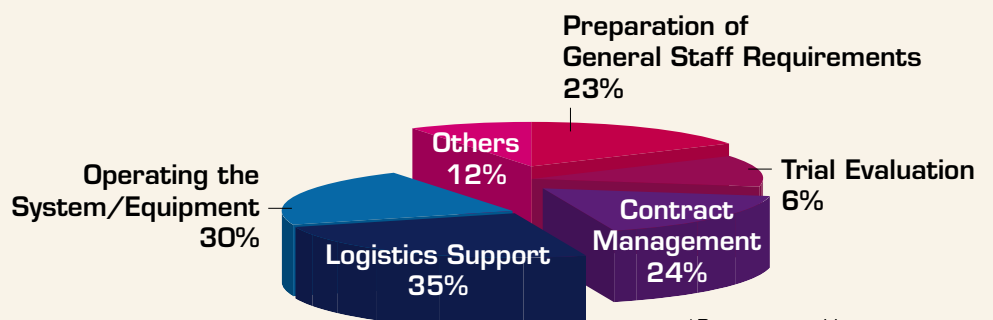 Preparation of
General Staff Requirements
23%
Others
12%
Trial Evaluation
6%
Operating the
System/Equipment
30%
Contract
Management
24%
Logistics Support
35%